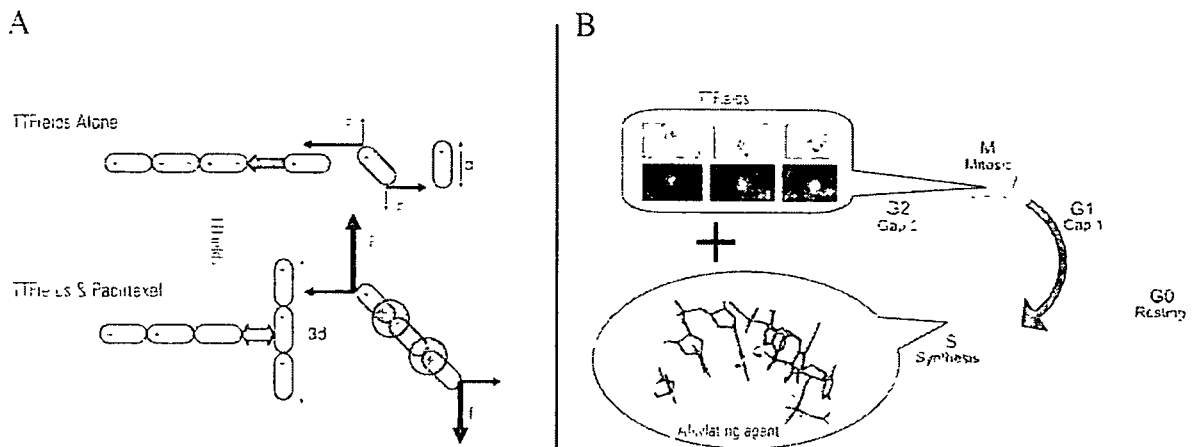 A
TTFields Alone
d
TTFields & Paclitaxel
3d
B
TTFields
M
Mitosis
G2
Gap 2
G1
Gap 1
G0
Resting
S
Synthesis
Alkylating agent